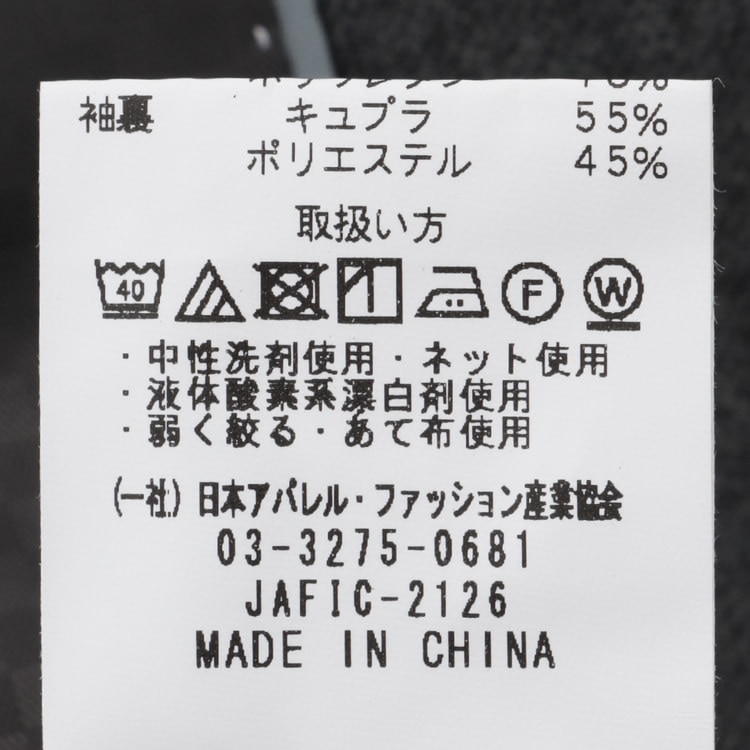 袖裏 キュプラ 55%
ポリエステル 45%
取扱い方
40 F W
・中性洗剤使用・ネット使用
・液体酸素系漂白剤使用
・弱く絞る・あて布使用
(一社)日本アパレル・ファッション産業協会
03-3275-0681
JAFIC-2126
MADE IN CHINA